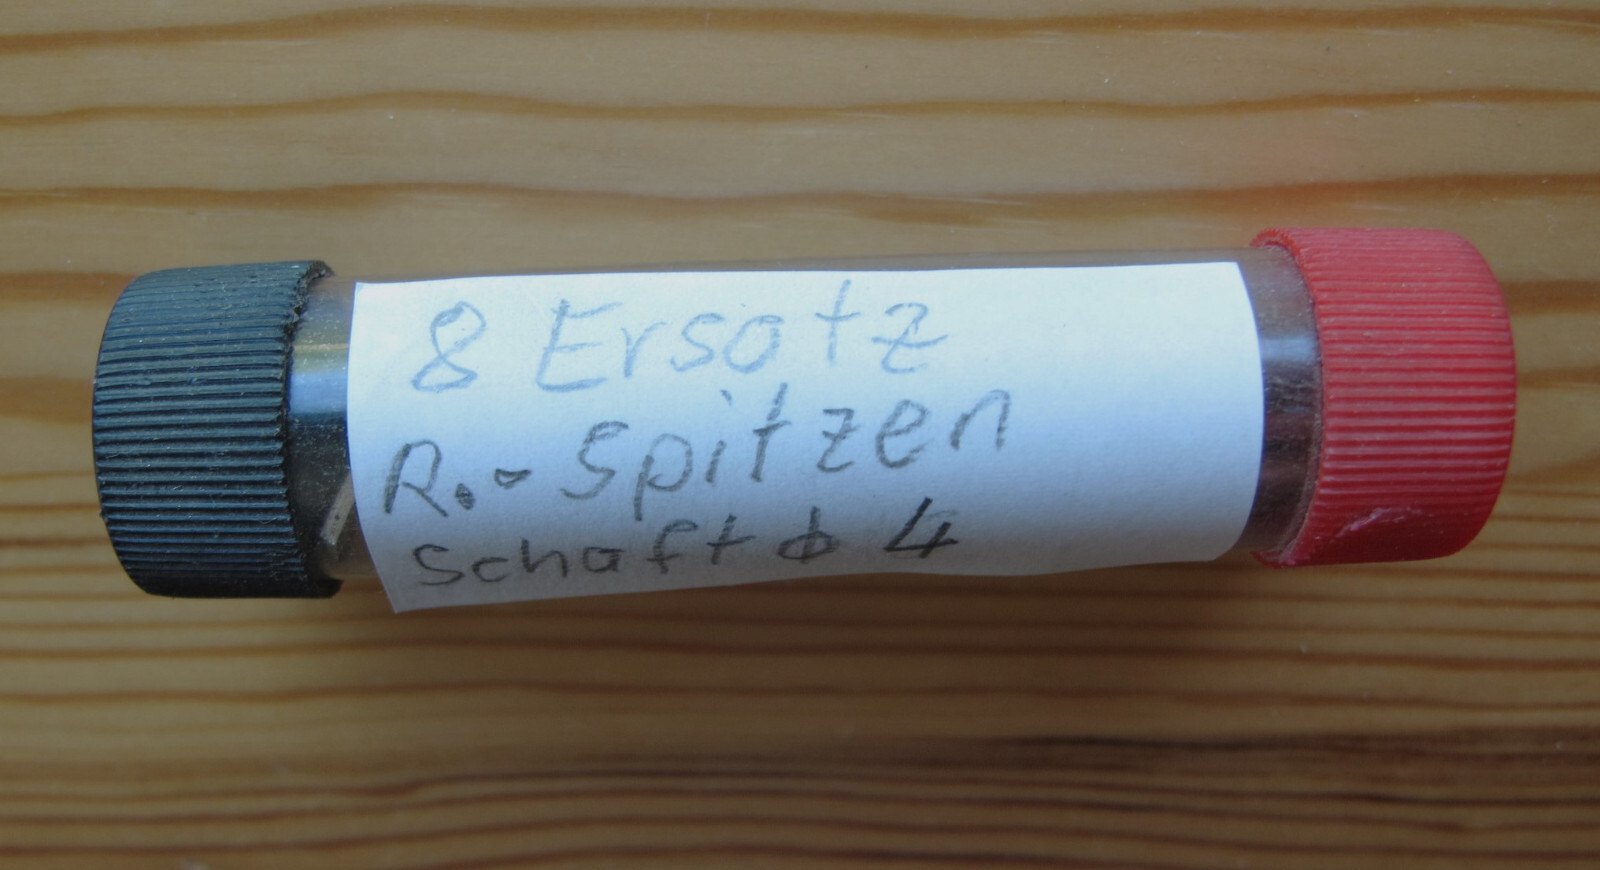 8 Ersatz
R.-Spitzen
Schaft ϕ 4